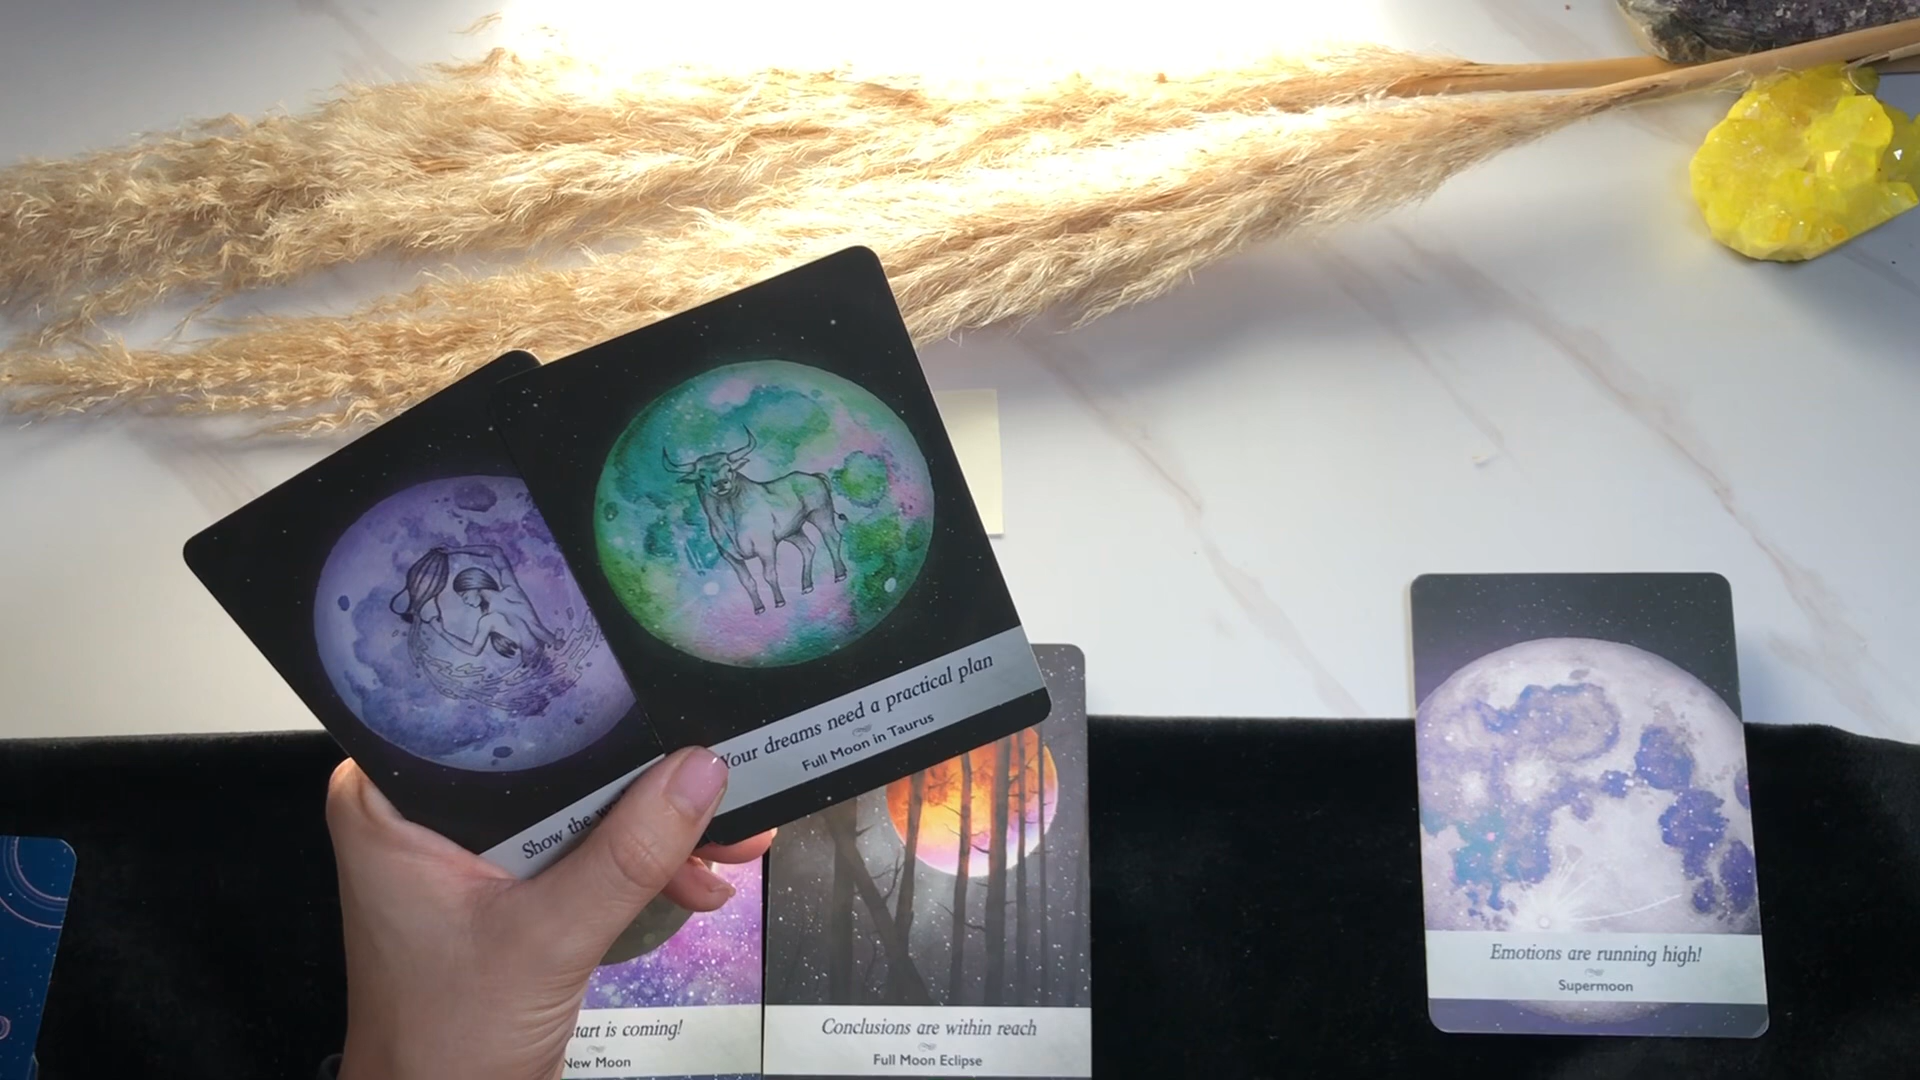 Show the
Your dreams need a practical plan
Full Moon in Taurus
start is coming!
New Moon
Conclusions are within reach
Full Moon Eclipse
Emotions are running high!
Supermoon